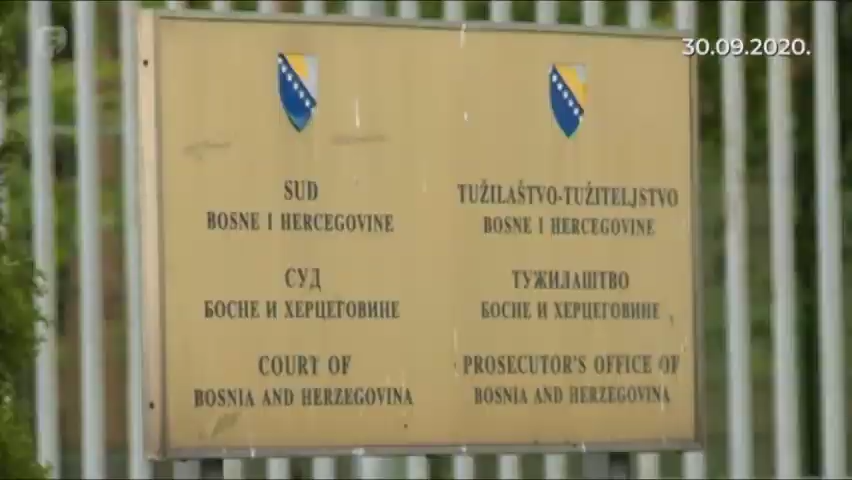 30.09.2020.
SUD
BOSNE I HERCEGOVINE
СУД
БОСНЕ И ХЕРЦЕГОВИНЕ
COURT OF
BOSNIA AND HERZEGOVINA
TUŽILAŠTVO-TUŽITELJSTVO
BOSNE I HERCEGOVINE
ТУЖИЛАШТВО
БОСНЕ И ХЕРЦЕГОВИНЕ
PROSECUTOR'S OFFICE OF
BOSNIA AND HERZEGOVINA